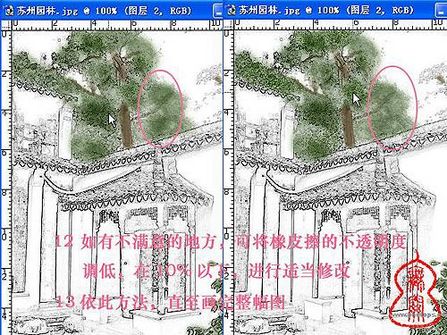 苏州园林.jpg @ 100% (图层 2, RGB)
苏州园林.jpg @ 100% (图层 2, RGB)
12 如有不满意的地方，可将橡皮擦的不透明度
调低，在10%以下，进行适当修改
13 依此方法，直至画完整幅图